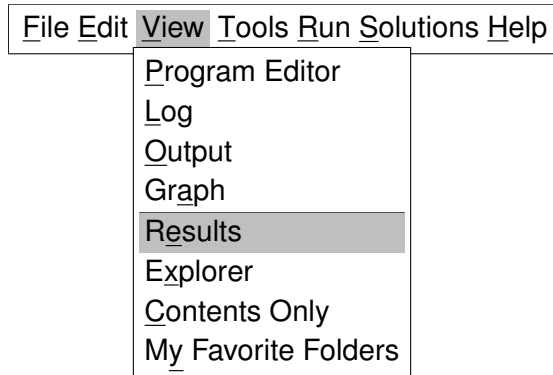 File Edit View Tools Run Solutions Help
Program Editor
Log
Output
Graph
Results
Explorer
Contents Only
My Favorite Folders